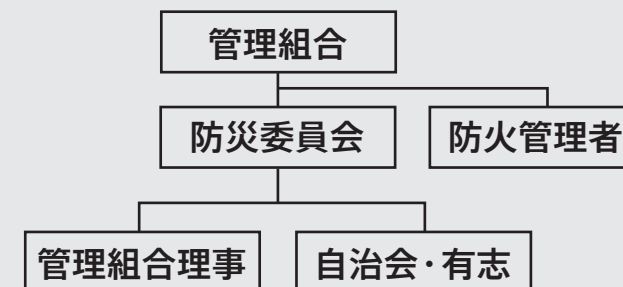 管理組合
防災委員会
防火管理者
管理組合理事
自治会・有志